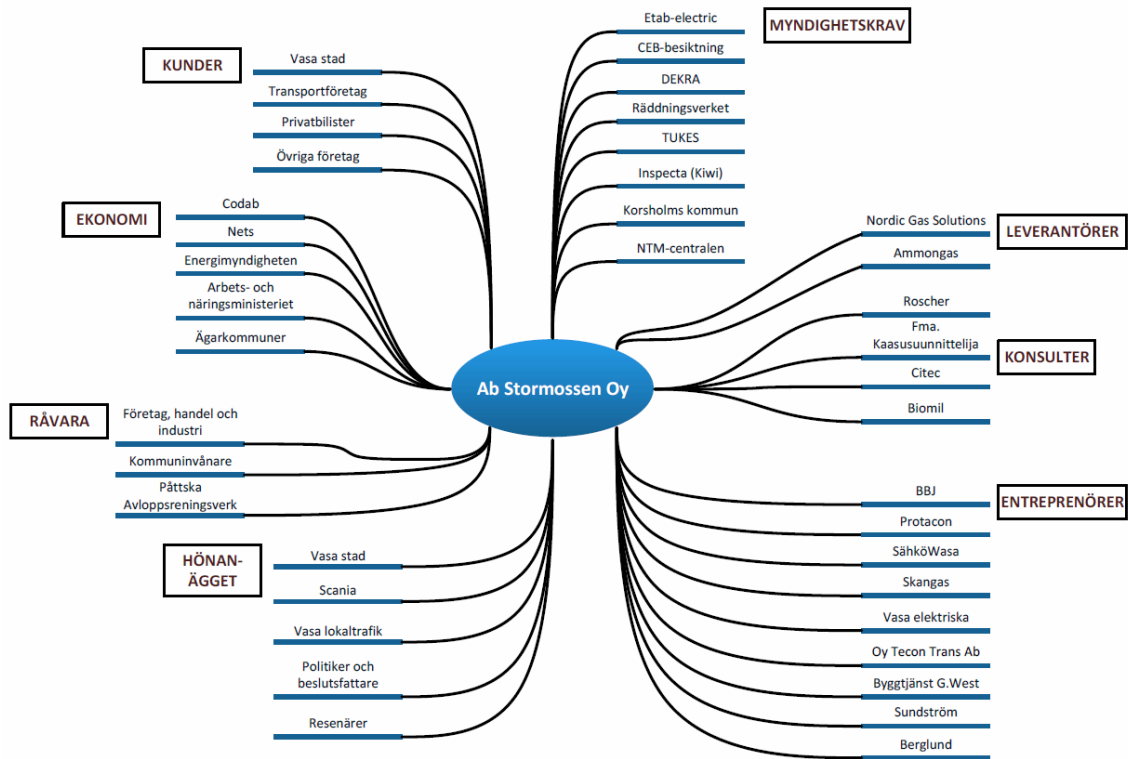 KUNDER
Vasa stad
Transportföretag
Privatbilister
Övriga företag
EKONOMI
Codab
Nets
Energimyndigheten
Arbets- och
näringsministeriet
Ägarkommuner
RÅVARA
Företag, handel och
industri
Kommuninvånare
Påttska
Avloppsreningsverk
HÖNAN-
ÄGGET
Vasa stad
Scania
Vasa lokaltrafik
Politiker och
beslutsfattare
Resenärer
Ab Stormossen Oy
MYNDIGHETSKRAV
Etab-electric
CEB-besiktning
DEKRA
Räddningsverket
TUKES
Inspecta (Kiwi)
Korsholms kommun
NTM-centralen
LEVERANTÖRER
Nordic Gas Solutions
Ammongas
KONSULTER
Roscher
Fma.
Kaasusuunnittelija
Citec
Biomil
ENTREPRENÖRER
BBJ
Protacon
SähköWasa
Skangas
Vasa elektriska
Oy Tecon Trans Ab
Byggtjänst G.West
Sundström
Berglund